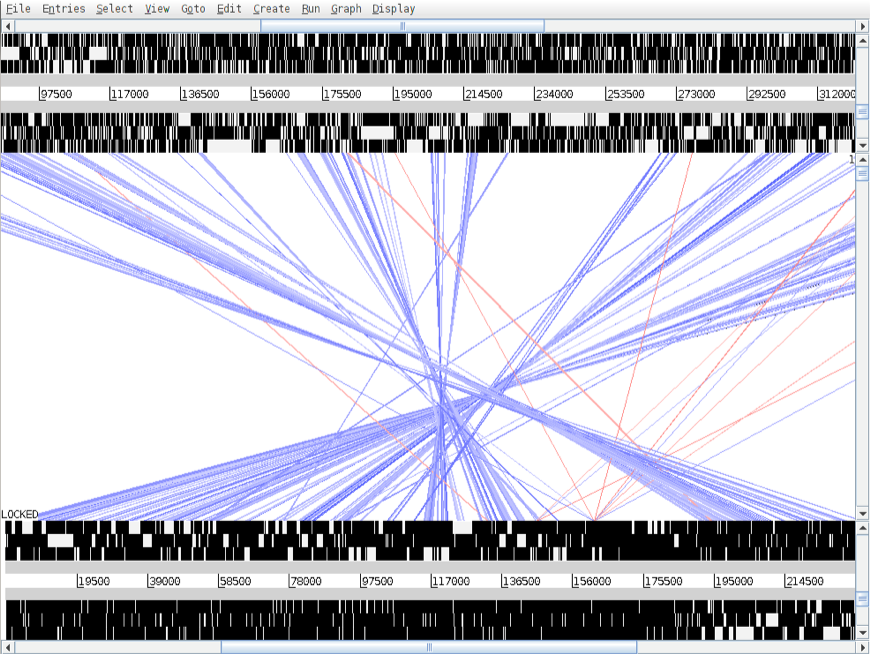 File Entries Select View Goto Edit Create Run Graph Display
97500 117000 136500 156000 175500 195000 214500 234000 253500 273000 292500 312000
1
LOCKED
19500 39000 58500 78000 97500 117000 136500 156000 175500 195000 214500